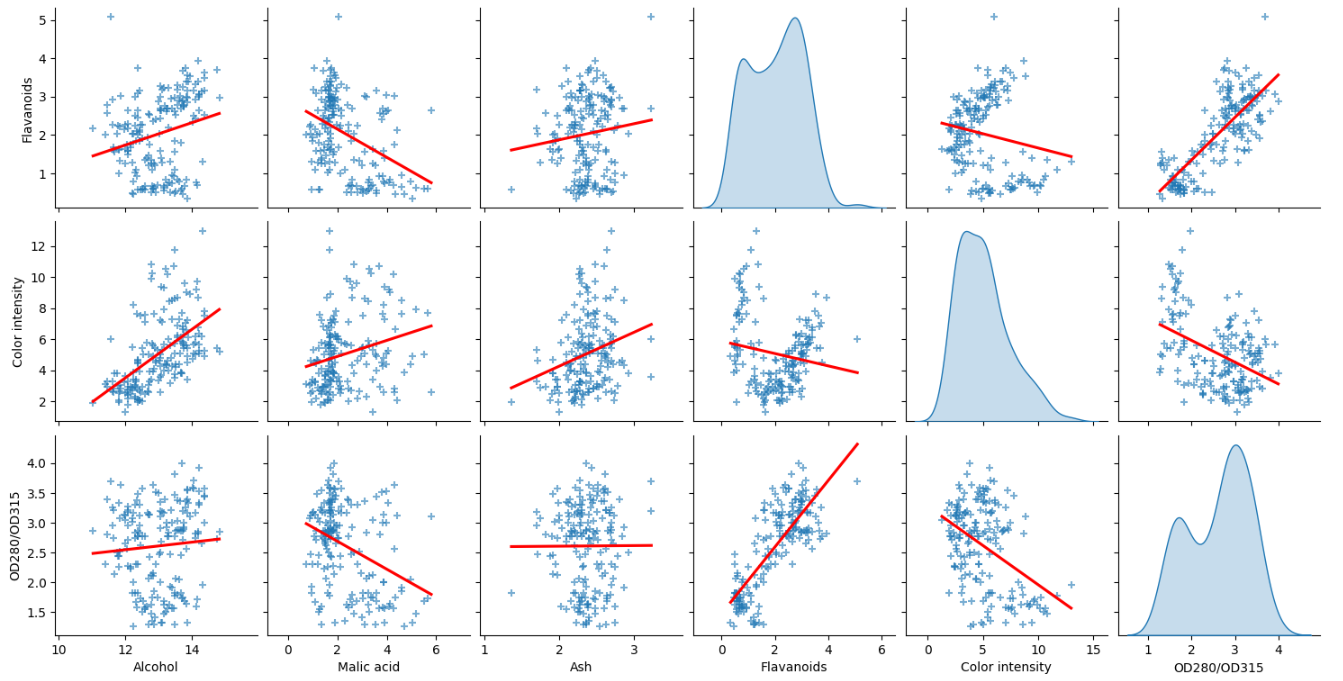 Flavanoids
5
4
3
2
1
Color intensity
12
10
8
6
4
2
OD280/OD315
4.0
3.5
3.0
2.5
2.0
1.5
10 12 14
0 2 4
1 2 3
0 2 4 6
0 5 10 15
1 2 3 4
Alcohol
Malic acid
Ash
Flavanoids
Color intensity
OD280/OD315